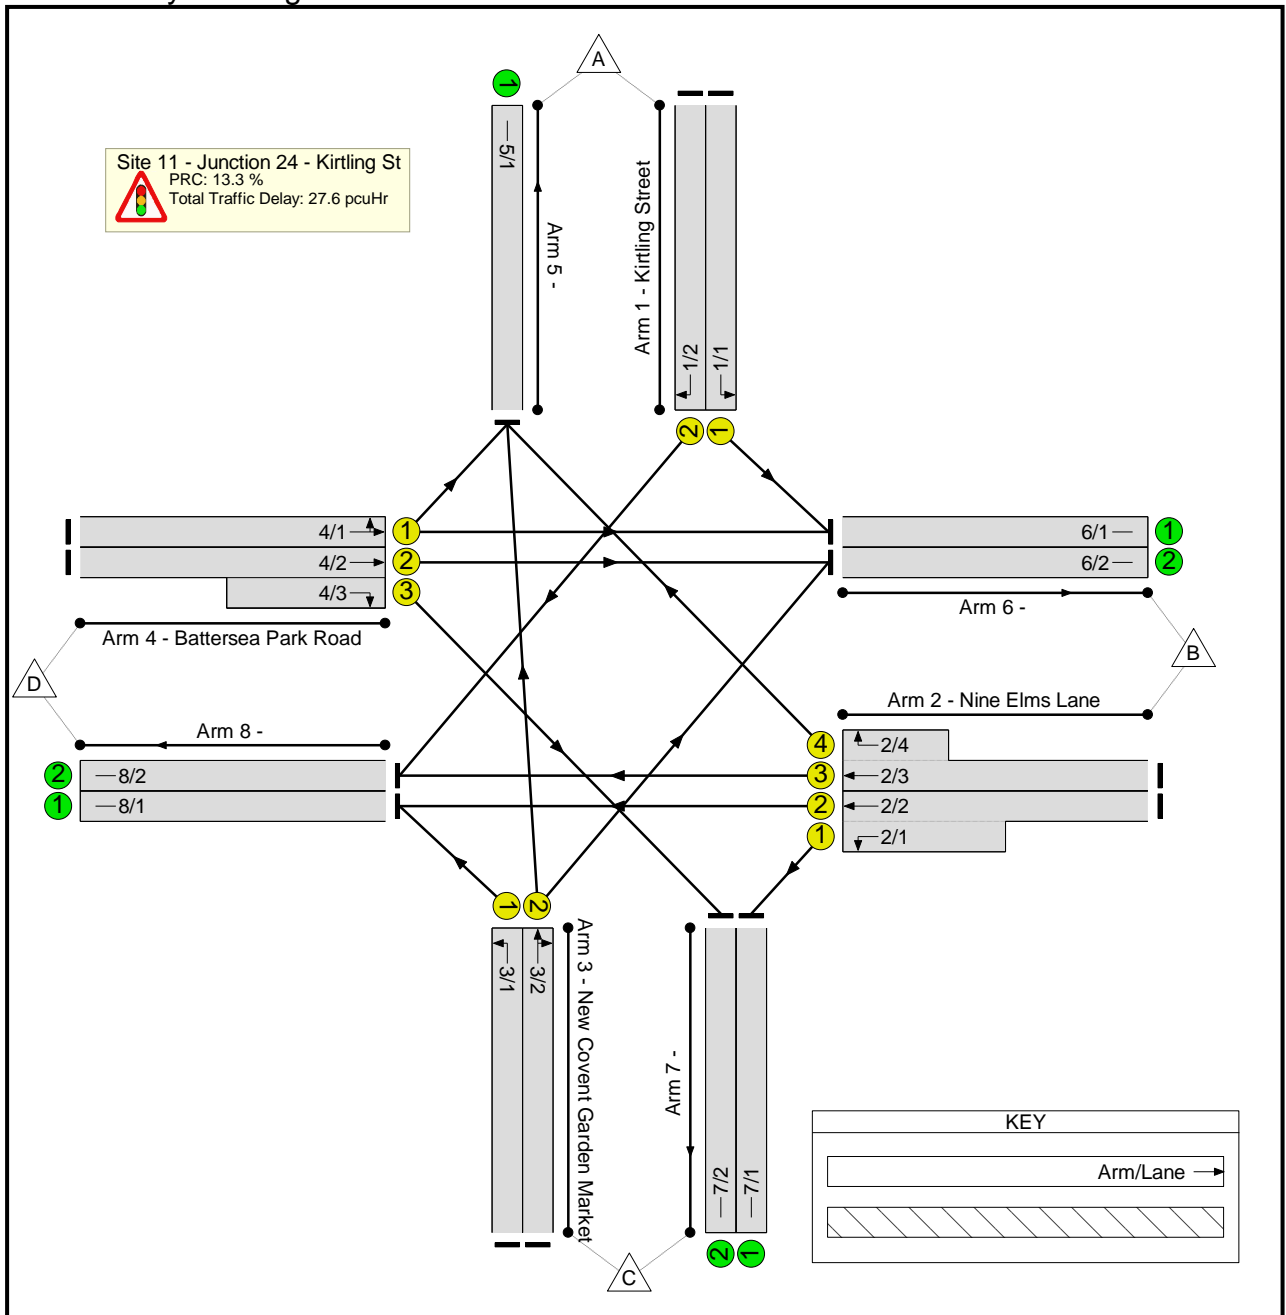 A
1
5/1
Site 11 - Junction 24 - Kirtling St
PRC: 13.3 %
Total Traffic Delay: 27.6 pcuHr
Arm 5 -
Arm 1 - Kirtling Street
1/2
1/1
2
1
4/1
1
4/2
2
4/3
3
Arm 4 - Battersea Park Road
6/1
1
6/2
2
Arm 6 -
B
D
Arm 8 -
2
8/2
1
8/1
Arm 2 - Nine Elms Lane
4
2/4
3
2/3
2
2/2
1
2/1
1
2
3/1
3/2
Arm 3 - New Covent Garden Market
Arm 7 -
7/2
7/1
2
1
C
KEY
Arm/Lane